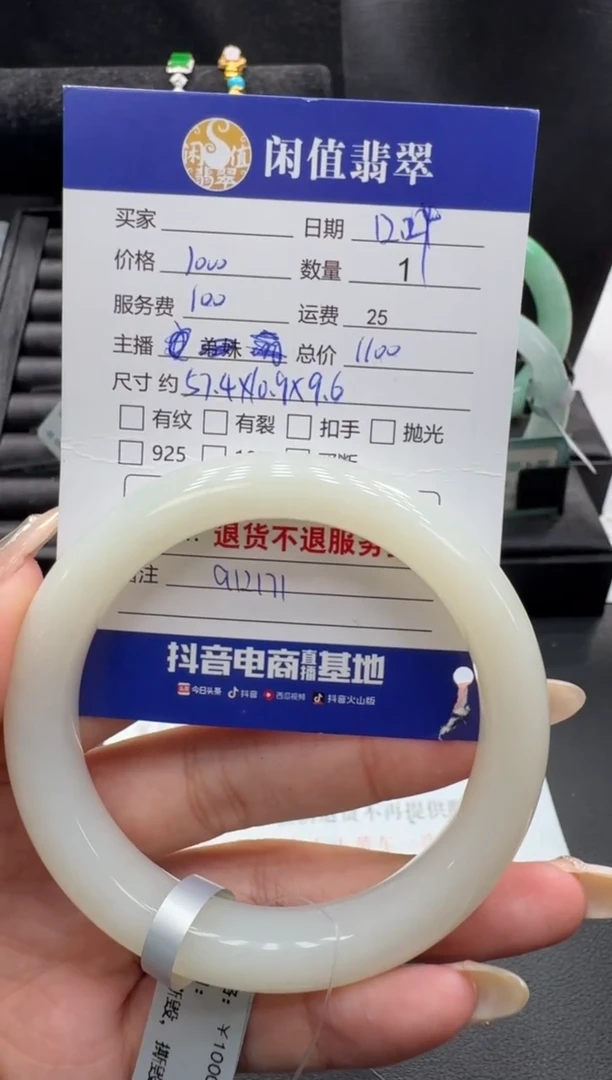 闲值翡翠
闲值翡翠
买家 日期
价格 1000 数量 1
服务费 100 运费 25
主播 总价 1100
尺寸 约 57.4X10.9X9.6
有纹 有裂 扣手 抛光
925
退货不退服务
注 912171
抖音电商直播基地
今日头条 抖音 西瓜视频 抖音火山版
不再提供
¥1000